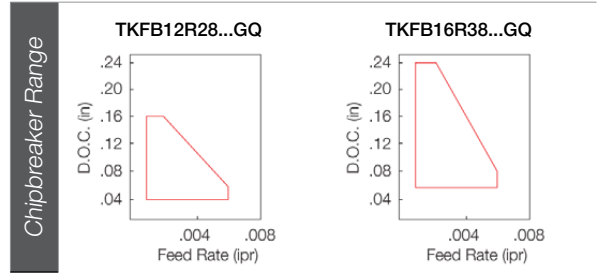 Chipbreaker Range
TKFB12R28...GQ
D.O.C. (in)
.24
.20
.16
.12
.08
.04
.004 .008
Feed Rate (ipr)
TKFB16R38...GQ
D.O.C. (in)
.24
.20
.16
.12
.08
.04
.004 .008
Feed Rate (ipr)